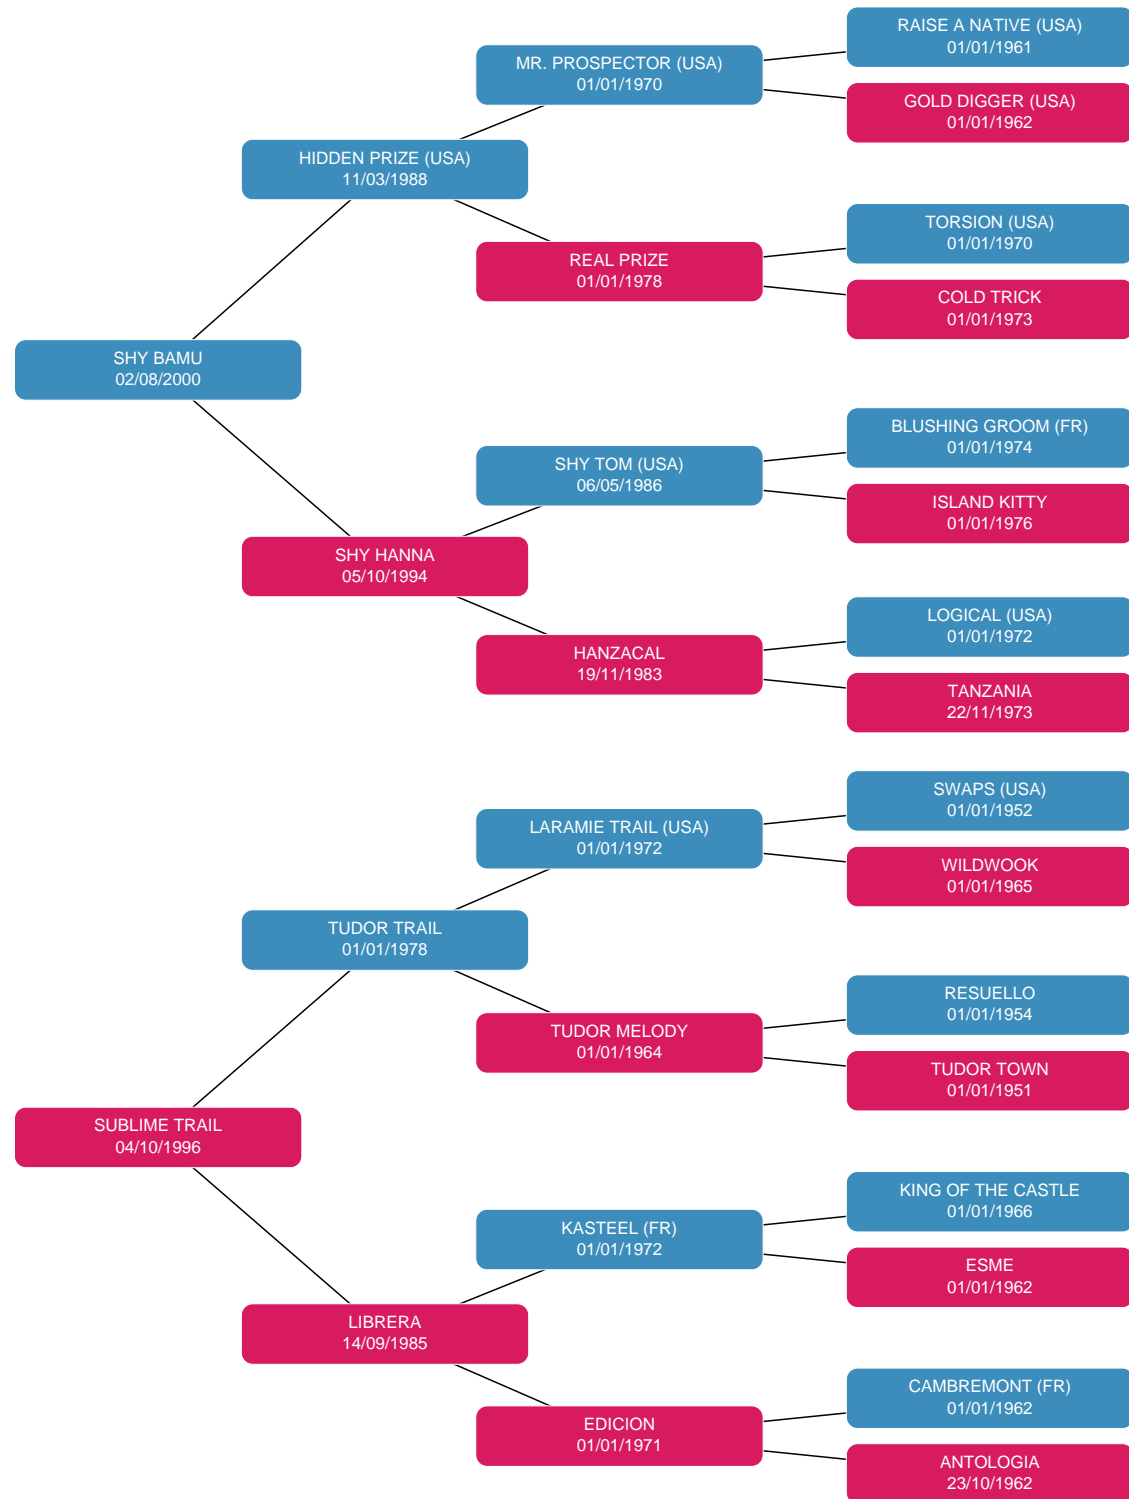 RAISE A NATIVE (USA)
01/01/1961
MR. PROSPECTOR (USA)
01/01/1970
GOLD DIGGER (USA)
01/01/1962
HIDDEN PRIZE (USA)
11/03/1988
TORSION (USA)
01/01/1970
REAL PRIZE
01/01/1978
COLD TRICK
01/01/1973
SHY BAMU
02/08/2000
BLUSHING GROOM (FR)
01/01/1974
SHY TOM (USA)
06/05/1986
ISLAND KITTY
01/01/1976
SHY HANNA
05/10/1994
LOGICAL (USA)
01/01/1972
HANZACAL
19/11/1983
TANZANIA
22/11/1973
SWAPS (USA)
01/01/1952
LARAMIE TRAIL (USA)
01/01/1972
WILDWOOK
01/01/1965
TUDOR TRAIL
01/01/1978
RESUELLO
01/01/1954
TUDOR MELODY
01/01/1964
TUDOR TOWN
01/01/1951
SUBLIME TRAIL
04/10/1996
KING OF THE CASTLE
01/01/1966
KASTEEL (FR)
01/01/1972
ESME
01/01/1962
LIBRERA
14/09/1985
CAMBREMONT (FR)
01/01/1962
EDICION
01/01/1971
ANTOLOGIA
23/10/1962